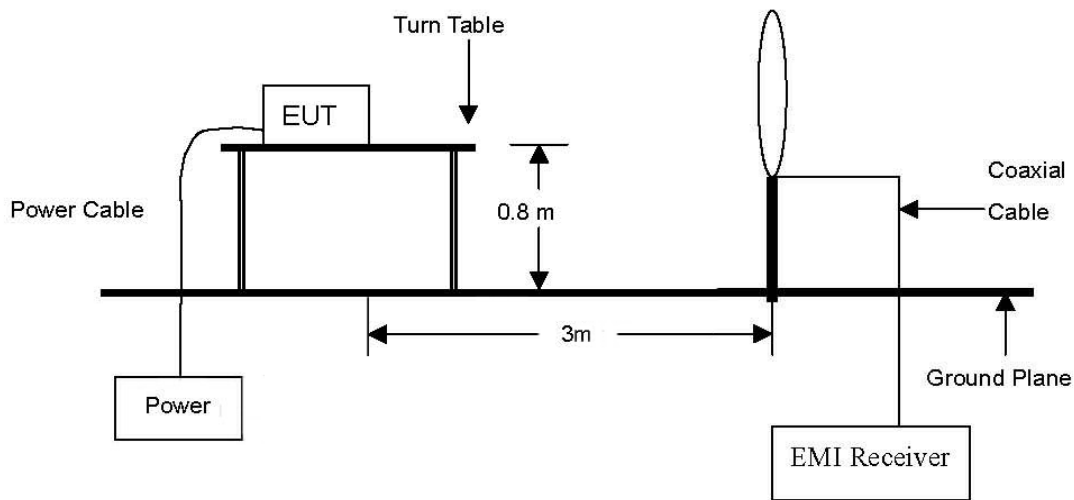 Turn Table
EUT
Coaxial
Cable
Power Cable
0.8 m
3m
Ground Plane
Power
EMI Receiver